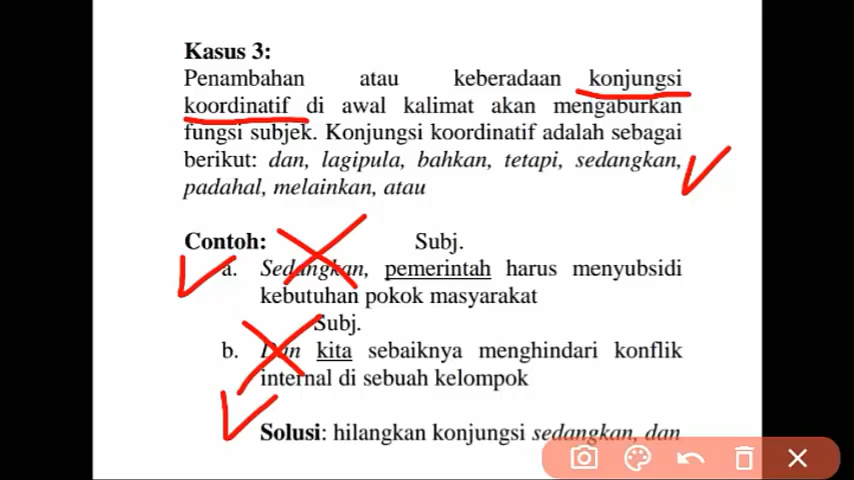 Kasus 3:
Penambahan atau keberadaan konjungsi
koordinatif di awal kalimat akan mengaburkan
fungsi subjek. Konjungsi koordinatif adalah sebagai
berikut: dan, lagipula, bahkan, tetapi, sedangkan,
padahal, melainkan, atau
Contoh: Subj.
a. Sedangkan, pemerintah harus menyubsidi
kebutuhan pokok masyarakat
Subj.
b. Dan kita sebaiknya menghindari konflik
internal di sebuah kelompok
Solusi: hilangkan konjungsi sedangkan, dan